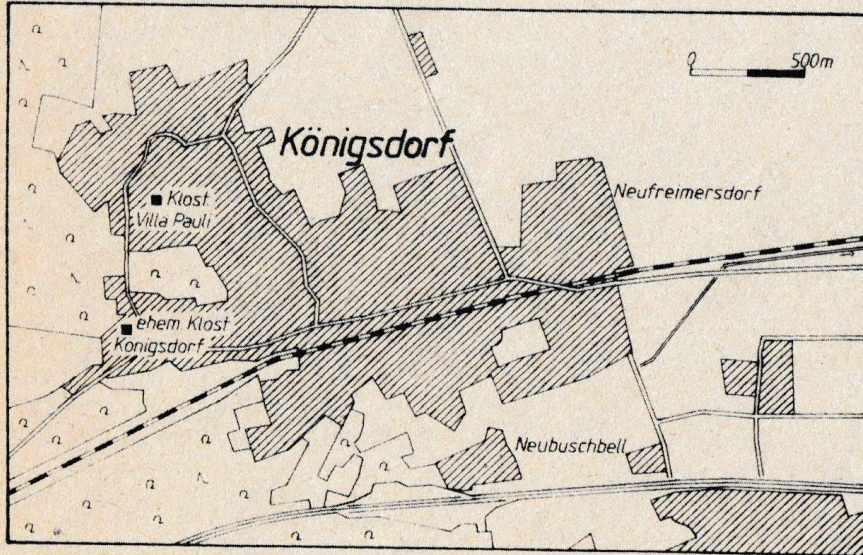 0 500m
Königsdorf
Neufreimersdorf
Klost
Villa Pauli
ehem Klost
Königsdorf
Neubuschbell